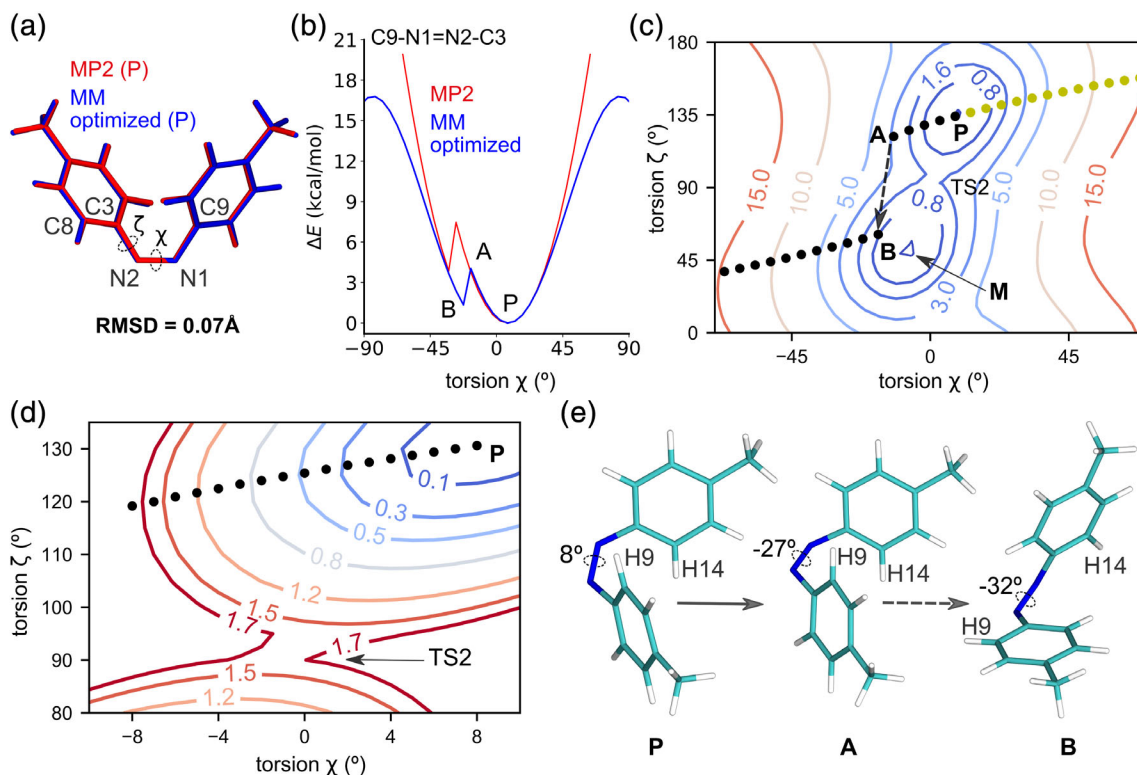 (a)
MP2 (P)
MM
optimized (P)
C8
C3
ζ
χ
C9
N2
N1
RMSD = 0.07Å
(b)
C9-N1=N2-C3
MP2
MM
optimized
ΔE (kcal/mol)
21
18
15
12
9
6
3
0
A
B
P
−90
−45
0
45
90
torsion χ (º)
(c)
torsion ζ (º)
180
135
90
45
0
15.0
10.0
5.0
1.6
0.8
A
P
TS2
5.0
10.0
15.0
0.8
B
3.0
M
−45
0
45
torsion χ (º)
(d)
torsion ζ (º)
130
120
110
100
90
80
P
0.1
0.3
0.5
0.8
1.2
1.5
1.7
1.7
TS2
1.5
1.2
−8
−4
0
4
8
torsion χ (º)
(e)
8º
H9
H14
P
-27º
H9
H14
A
-32º
H9
H14
B